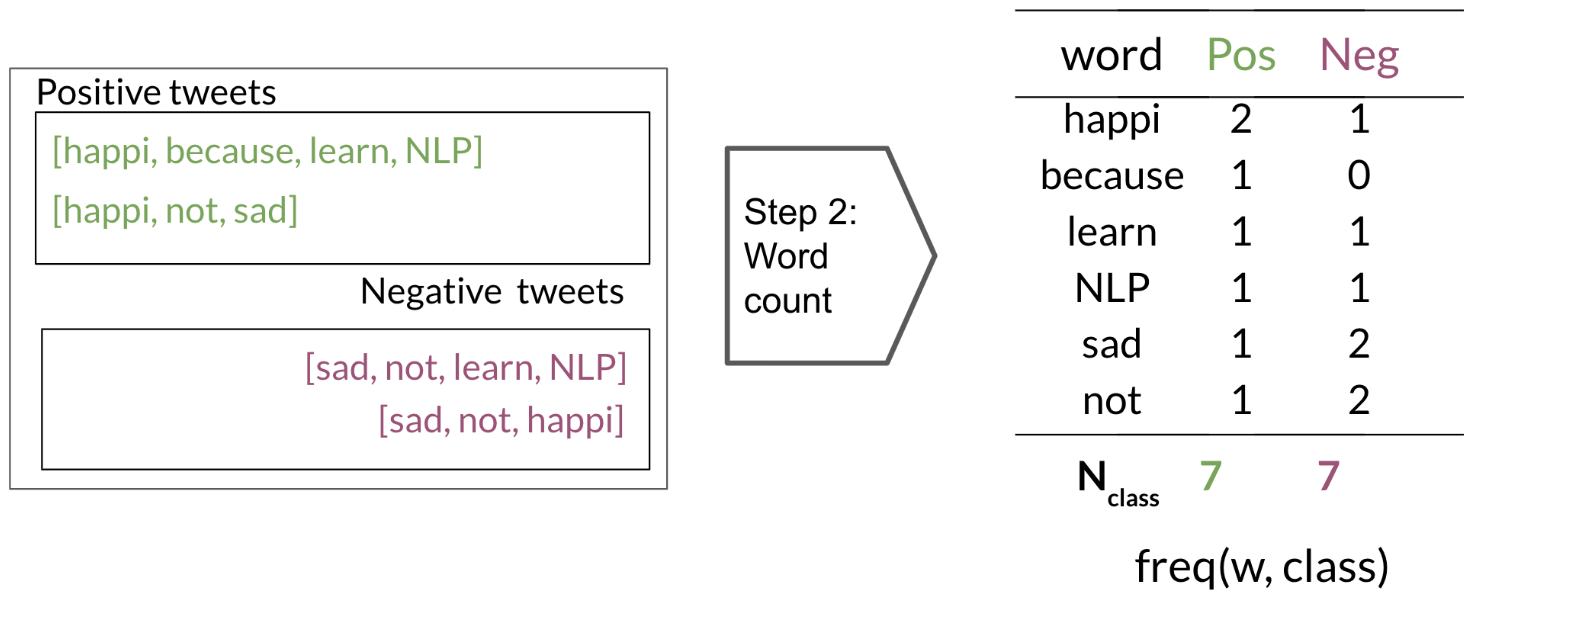 Positive tweets
[happi, because, learn, NLP]
[happi, not, sad]
Negative tweets
[sad, not, learn, NLP]
[sad, not, happi]
Step 2:
Word
count
word Pos Neg
happi 2 1
because 1 0
learn 1 1
NLP 1 1
sad 1 2
not 1 2
Nclass 7 7
freq(w, class)